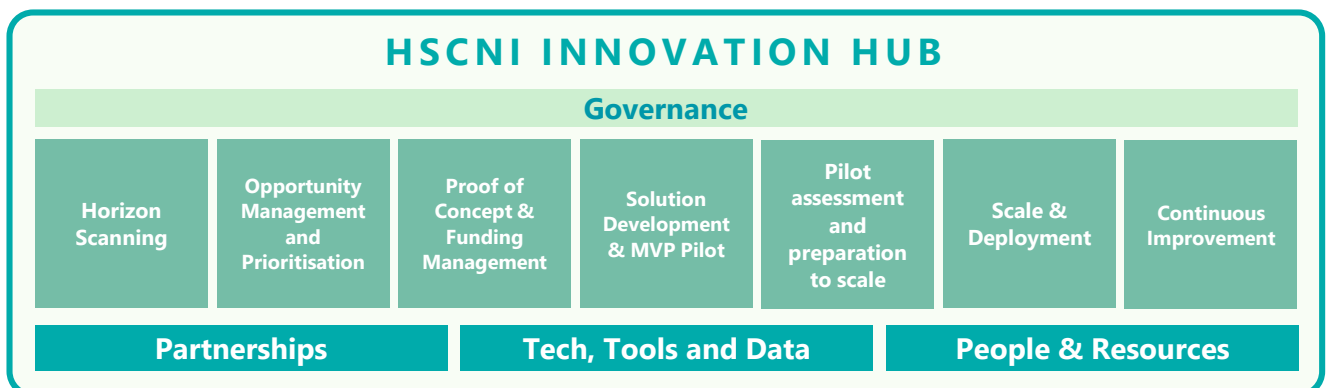 HSCNI INNOVATION HUB
Governance
Horizon
Scanning
Opportunity
Management
and
Prioritisation
Proof of
Concept &
Funding
Management
Solution
Development
& MVP Pilot
Pilot
assessment
and
preparation
to scale
Scale &
Deployment
Continuous
Improvement
Partnerships
Tech, Tools and Data
People & Resources